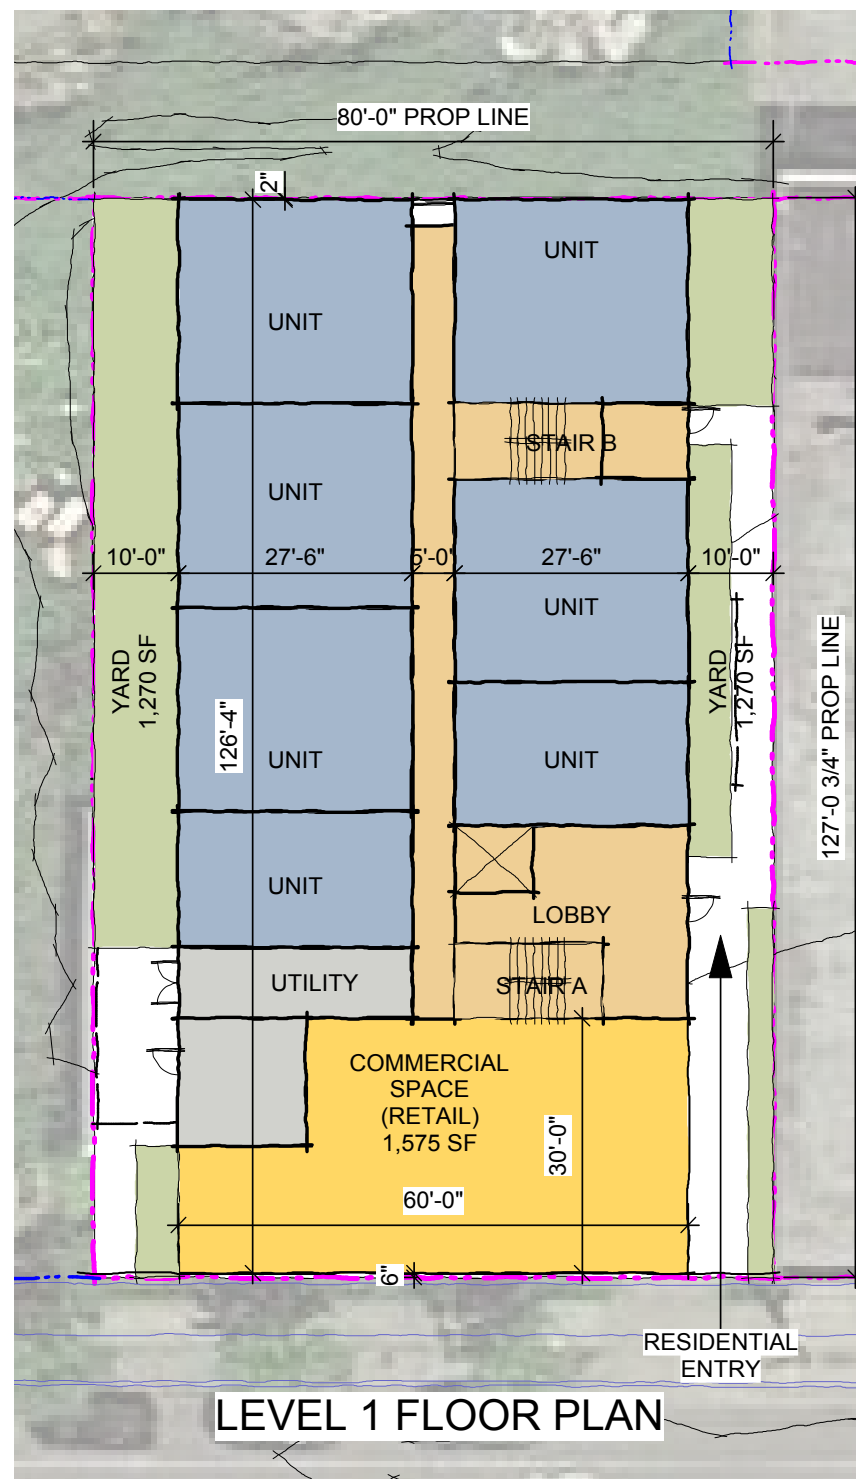 80'-0" PROP LINE
2"
UNIT
UNIT
STAIR B
UNIT
10'-0"
27'-6"
5'-0"
27'-6"
10'-0"
UNIT
YARD
1,270 SF
YARD
1,270 SF
126'-4"
127'-0 3/4" PROP LINE
UNIT
UNIT
UNIT
LOBBY
UTILITY
STAIR A
COMMERCIAL
SPACE
(RETAIL)
1,575 SF
30'-0"
60'-0"
6"
RESIDENTIAL
ENTRY
LEVEL 1 FLOOR PLAN